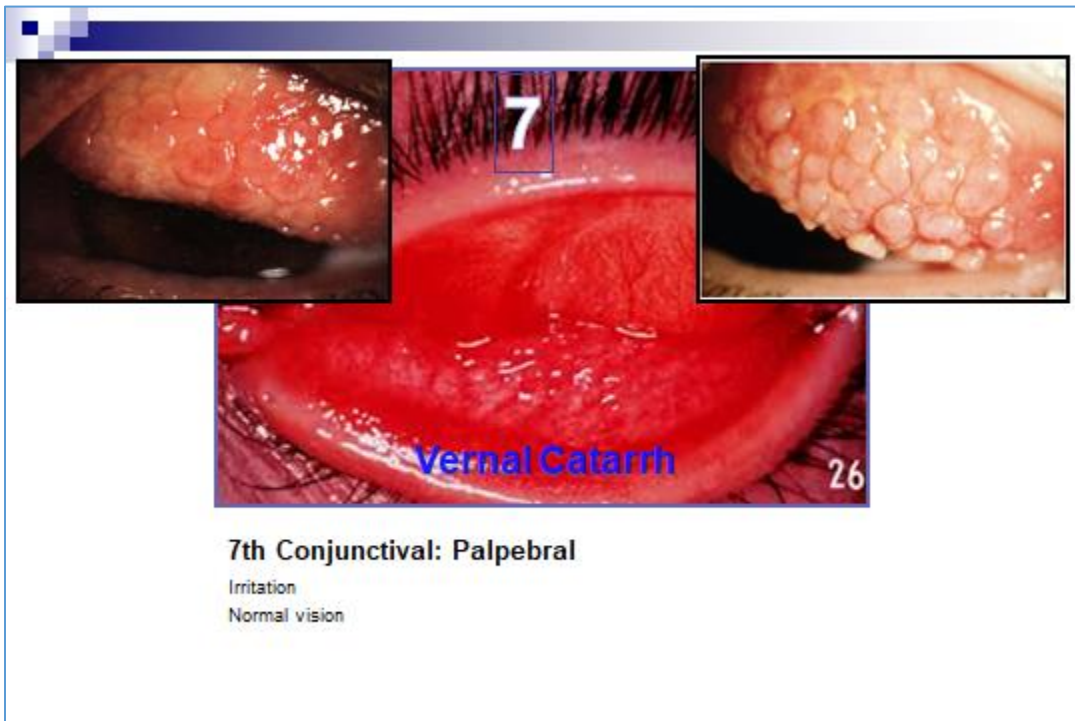 7
Vernal Catarrh
26
7th Conjunctival: Palpebral
Irritation
Normal vision